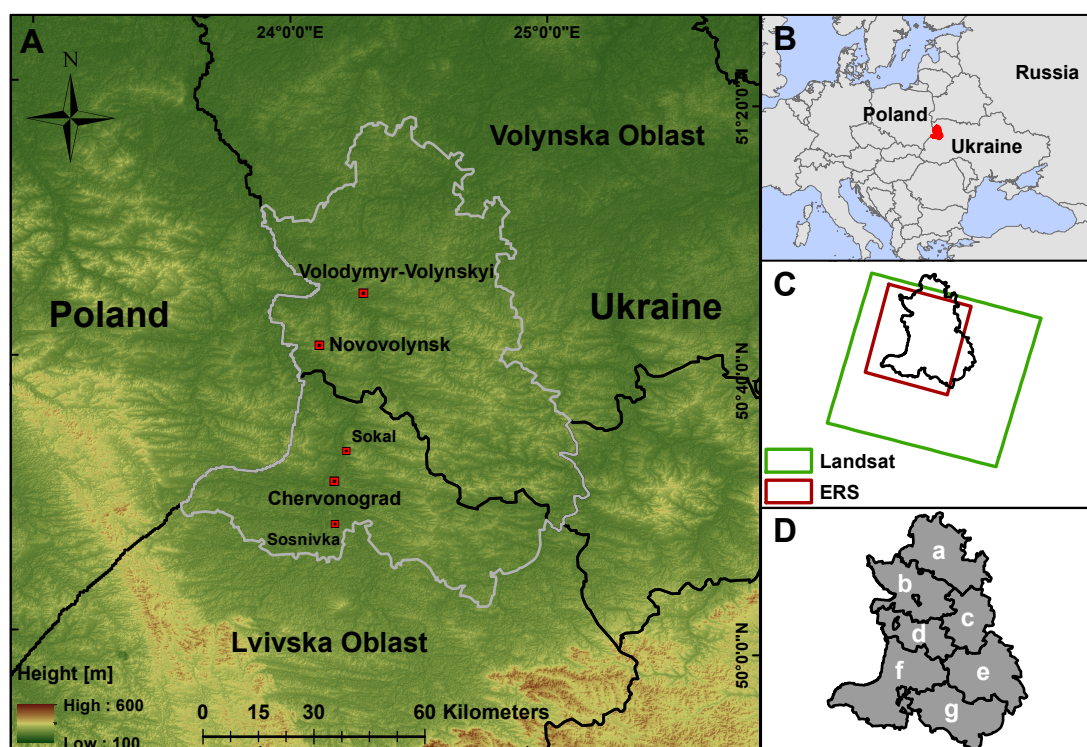 A
24°0'0"E
25°0'0"E
N
51°20'0"N
Volynska Oblast
Volodymyr-Volynskyi
Poland
Ukraine
Novovolynsk
50°40'0"N
Sokal
Chervonograd
Sosnivka
Lvivska Oblast
50°0'0"N
Height [m]
High : 600
Low : 100
0 15 30 60 Kilometers
B
Russia
Poland
Ukraine
C
Landsat
ERS
D
a
b
c
d
e
f
g